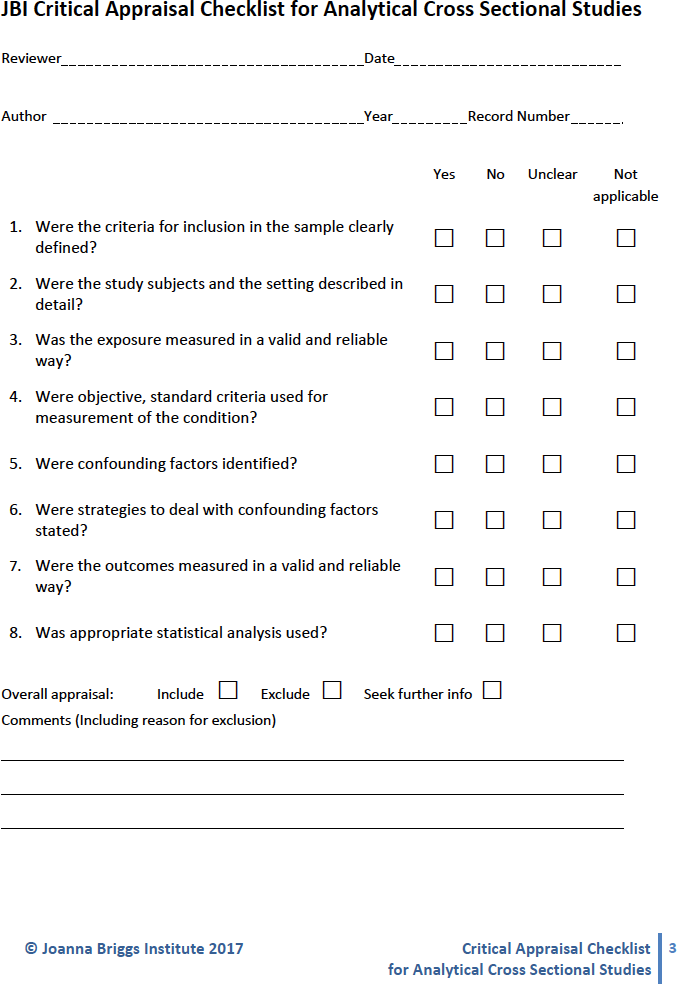 JBI Critical Appraisal Checklist for Analytical Cross Sectional Studies
Reviewer____________________________________Date___________________________
Author _____________________________________Year_________Record Number______.
Yes No Unclear Not applicable
1. Were the criteria for inclusion in the sample clearly
defined?
2. Were the study subjects and the setting described in
detail?
3. Was the exposure measured in a valid and reliable
way?
4. Were objective, standard criteria used for
measurement of the condition?
5. Were confounding factors identified?
6. Were strategies to deal with confounding factors
stated?
7. Were the outcomes measured in a valid and reliable
way?
8. Was appropriate statistical analysis used?
Overall appraisal: Include □ Exclude □ Seek further info □
Comments (Including reason for exclusion)
© Joanna Briggs Institute 2017
Critical Appraisal Checklist
for Analytical Cross Sectional Studies
3